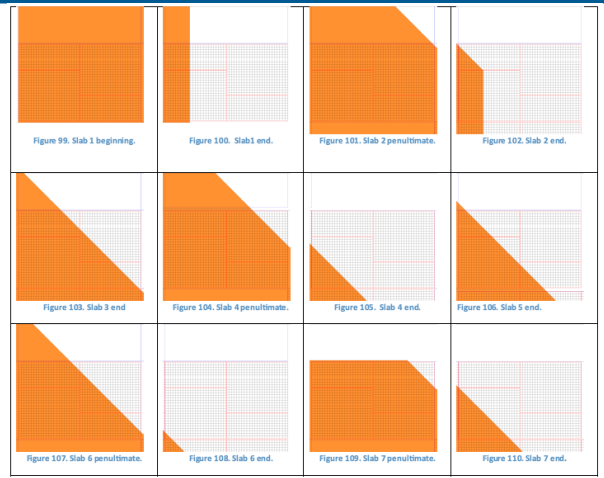 Figure 99. Slab 1 beginning.
Figure 100. Slab1 end.
Figure 101. Slab 2 penultimate.
Figure 102. Slab 2 end.
Figure 103. Slab 3 end
Figure 104. Slab 4 penultimate.
Figure 105. Slab 4 end.
Figure 106. Slab 5 end.
Figure 107. Slab 6 penultimate.
Figure 108. Slab 6 end.
Figure 109. Slab 7 penultimate.
Figure 110. Slab 7 end.